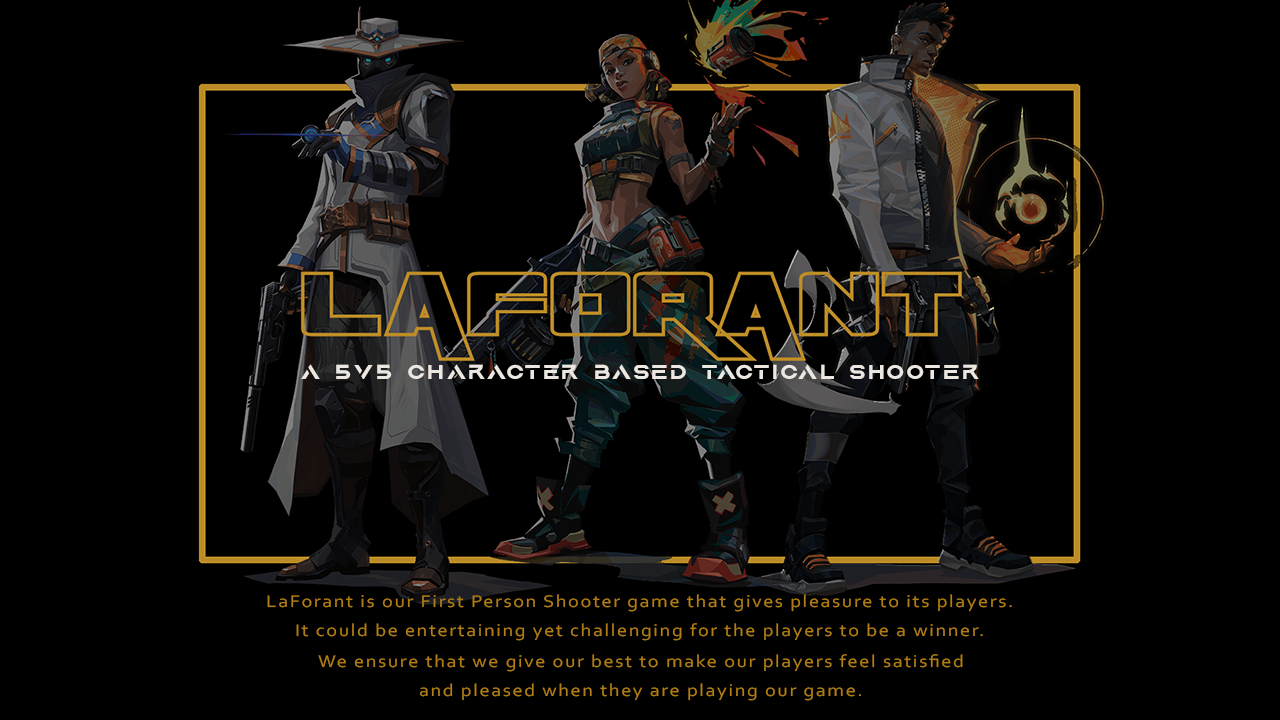 LAFORANT
A 5V5 CHARACTER BASED TACTICAL SHOOTER
LaForant is our First Person Shooter game that gives pleasure to its players.
It could be entertaining yet challenging for the players to be a winner.
We ensure that we give our best to make our players feel satisfied
and pleased when they are playing our game.